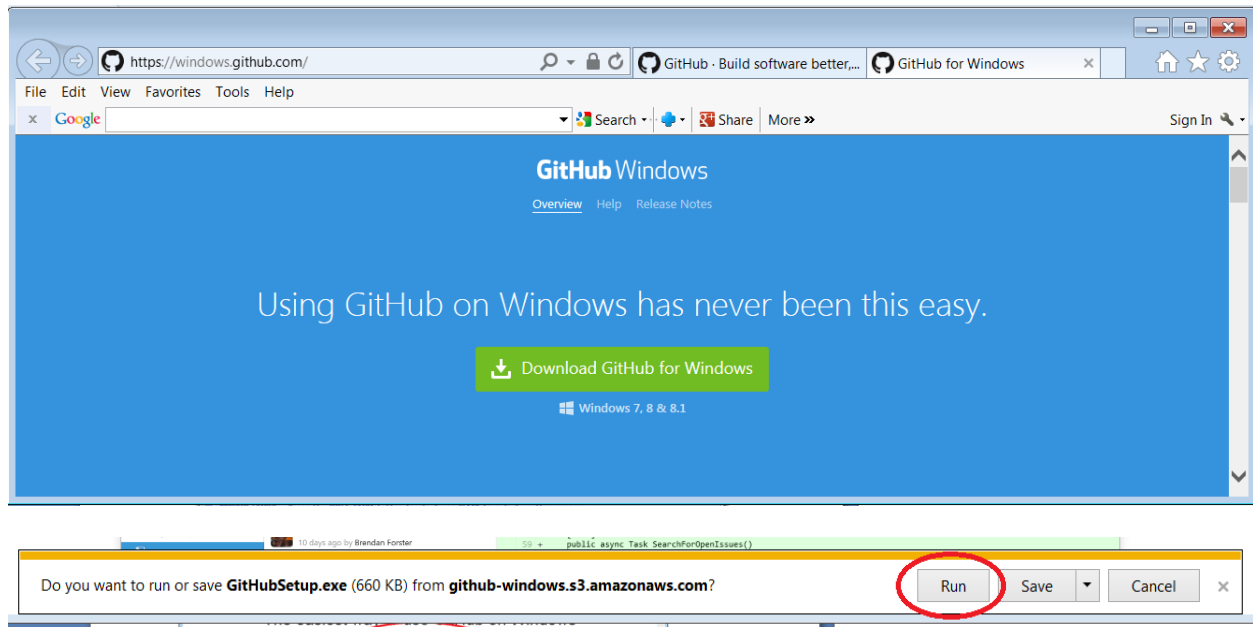 https://windows.github.com/
GitHub · Build software better,...
GitHub for Windows
File Edit View Favorites Tools Help
x Google Search Share More » Sign In
GitHub Windows
Overview Help Release Notes
Using GitHub on Windows has never been this easy.
Download GitHub for Windows
Windows 7, 8 & 8.1
10 days ago by Brendan Forster
59 + public async Task SearchForOpenIssues()
Do you want to run or save GitHubSetup.exe (660 KB) from github-windows.s3.amazonaws.com?
Run Save Cancel
on Windows